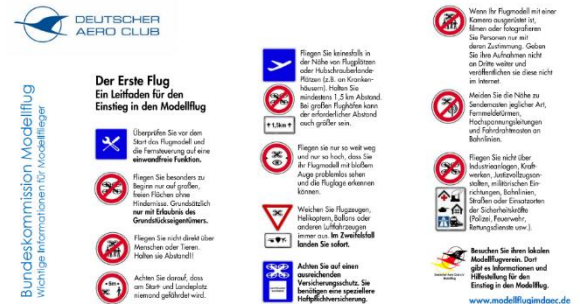 DEUTSCHER
AERO CLUB
Bundeskommission Modellflug
Wichtige Informationen für Modellflieger
Der Erste Flug
Ein Leitfaden für den
Einstieg in den Modellflug
Überprüfen Sie vor dem
Start das Flugmodell und
die Fernsteuerung auf eine
einwandfreie Funktion.
Fliegen Sie besonders zu
Beginn nur auf großen,
freien Flächen ohne
Hindernisse. Grundsätzlich
nur mit Erlaubnis des
Grundstückseigentümers.
Fliegen Sie nicht direkt über
Menschen oder Tieren.
Halten sie Abstand!!
Achten Sie darauf, dass
am Start- und Landeplatz
niemand gefährdet wird.
Fliegen Sie keinesfalls in
der Nähe von Flugplätzen
oder Hubschrauberlande-
Plätzen (z.B. an Kranken-
häusern). Halten Sie
mindestens 1,5 km Abstand.
Bei großen Flughäfen kann
der erforderlicher Abstand
auch größer sein.
1,5km
Fliegen sie nur so weit weg
und nur so hoch, dass Sie
Ihr Flugmodell mit bloßem
Auge problemlos sehen
und die Fluglage erkennen
können.
Weichen Sie Flugzeugen,
Helikoptern, Ballons oder
anderen Luftfahrzeugen
immer aus. Im Zweifelsfall
landen Sie sofort.
Achten Sie auf einen
ausreichenden
Versicherungsschutz. Sie
benötigen eine spezielle
Haftpflichtversicherung.
Wenn Ihr Flugmodell mit einer
Kamera ausgerüstet ist,
filmen oder fotografieren
Sie Personen nur mit
deren Zustimmung. Geben
Sie ihre Aufnahmen nicht
an Dritte weiter und
veröffentlichen sie diese nicht
im Internet.
Meiden Sie die Nähe zu
Sendemasten jeglicher Art,
Fernmeldetürmen,
Hochspannungsleitungen
und Fahrdrahtmasten an
Bahnlinien.
Fliegen Sie nicht über
Industrieanlagen, Kraft-
werken, Justizvollzugsan-
stalten, militärischen Ein-
richtungen, Bahnlinien,
Straßen oder Einsatzorten
der Sicherheitskräfte
(Polizei, Feuerwehr,
Rettungsdienste usw.).
Besuchen Sie ihren lokalen
Modellflugverein. Dort
gibt es Informationen und
Hilfestellung für den
Einstieg in den Modellflug.
www.modellflugimdaec.de